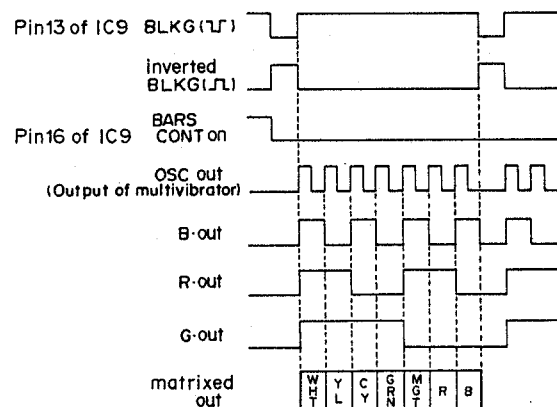 Pin13 of IC9 BLKG(⊔)
inverted
BLKG(⊓)
BARS
Pin16 of IC9 CONT on
OSC out
(Output of multivibrator)
B-out
R-out
G-out
matrixed
out
WHT YL CY GRN MGT R B